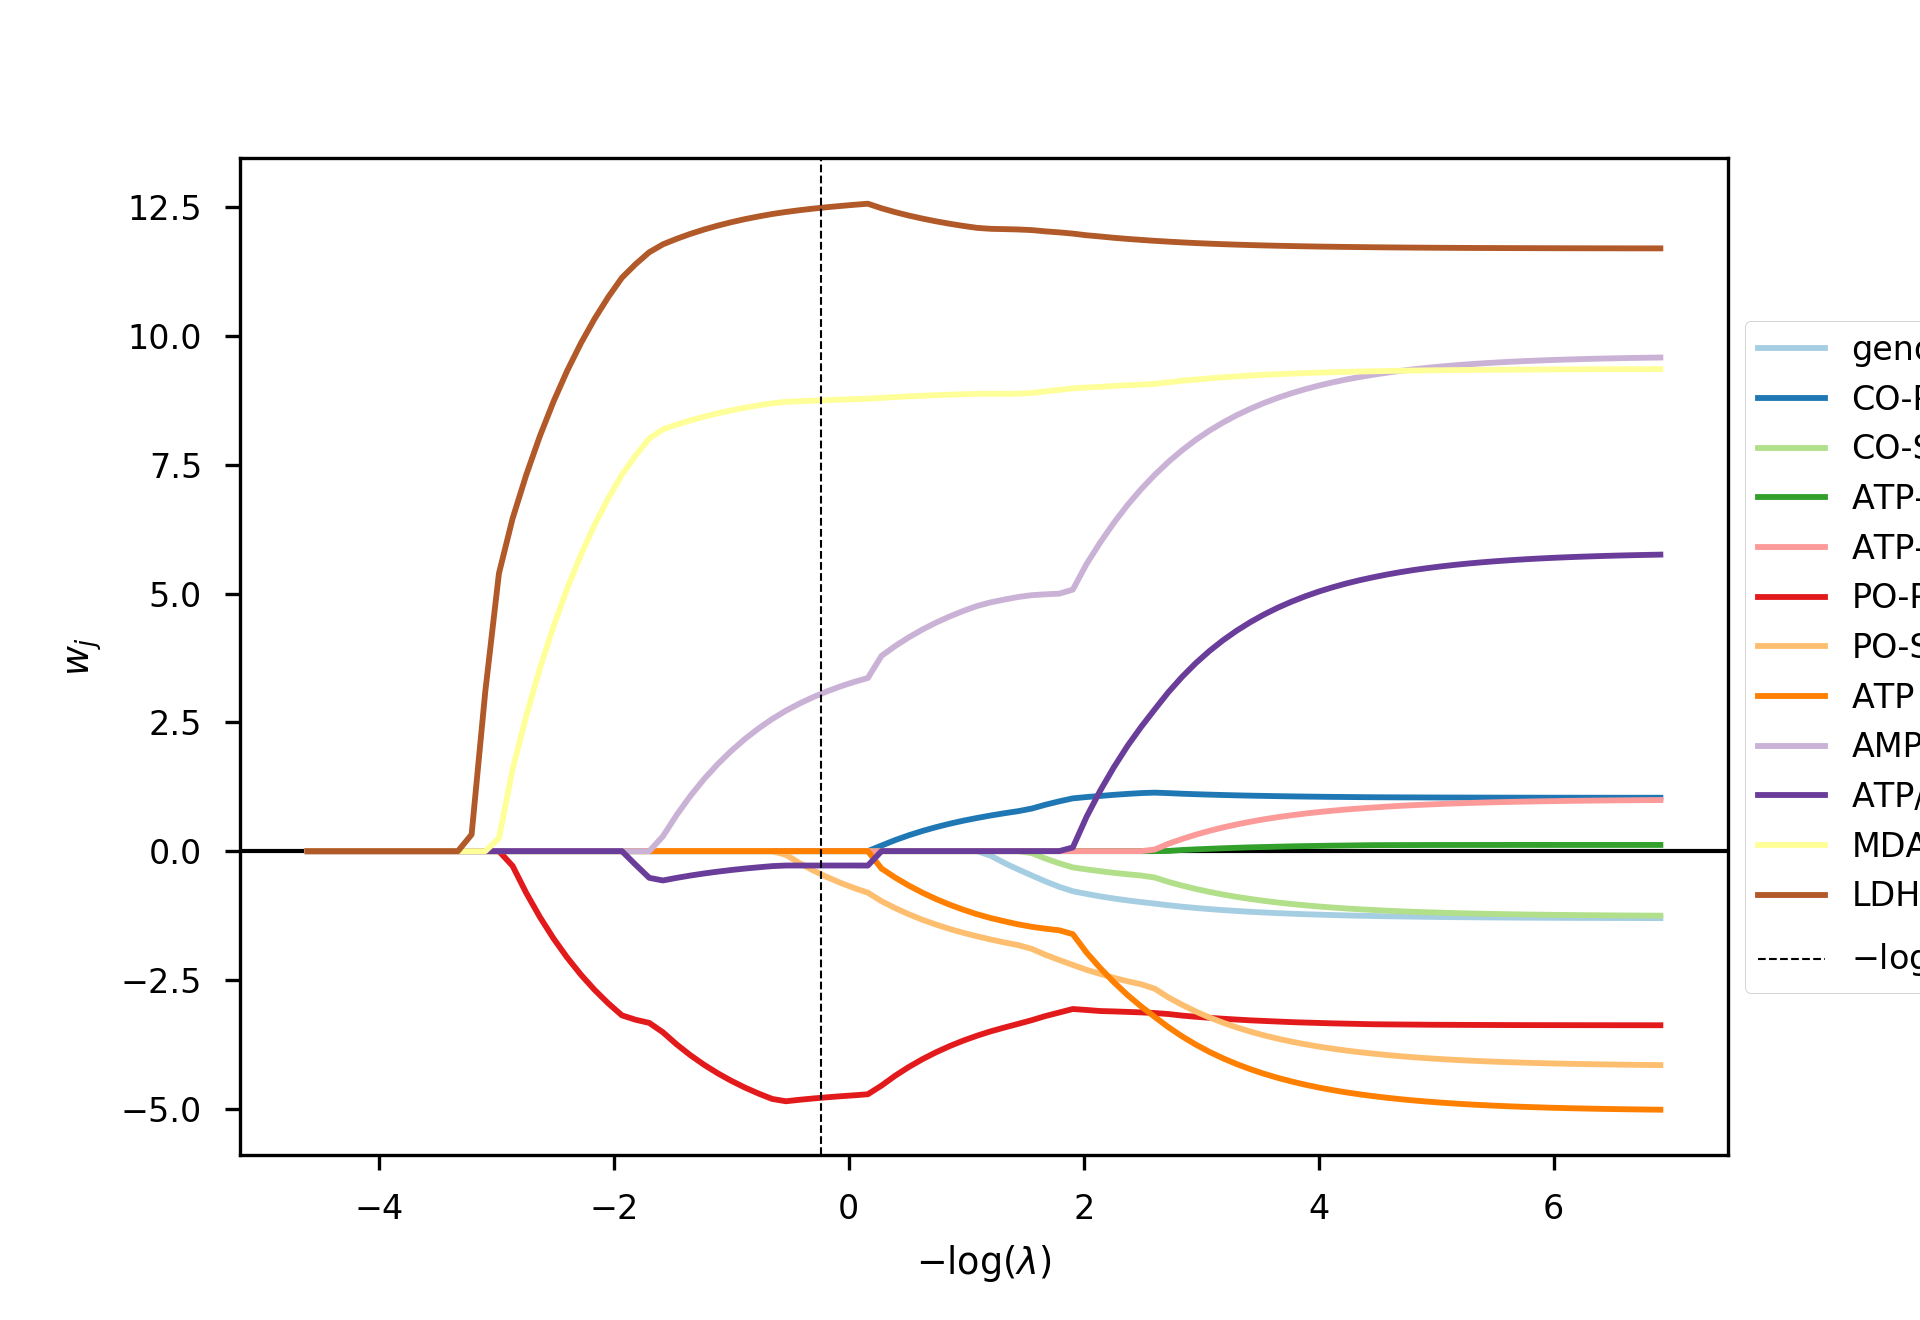 12.5
10.0
7.5
5.0
2.5
0.0
−2.5
−5.0
w_j
−4
−2
0
2
4
6
−log(λ)
CO-
CO-S
ATP-
ATP-
PO-
PO-S
ATP
AMP
ATP/
MDA
LDH
−log